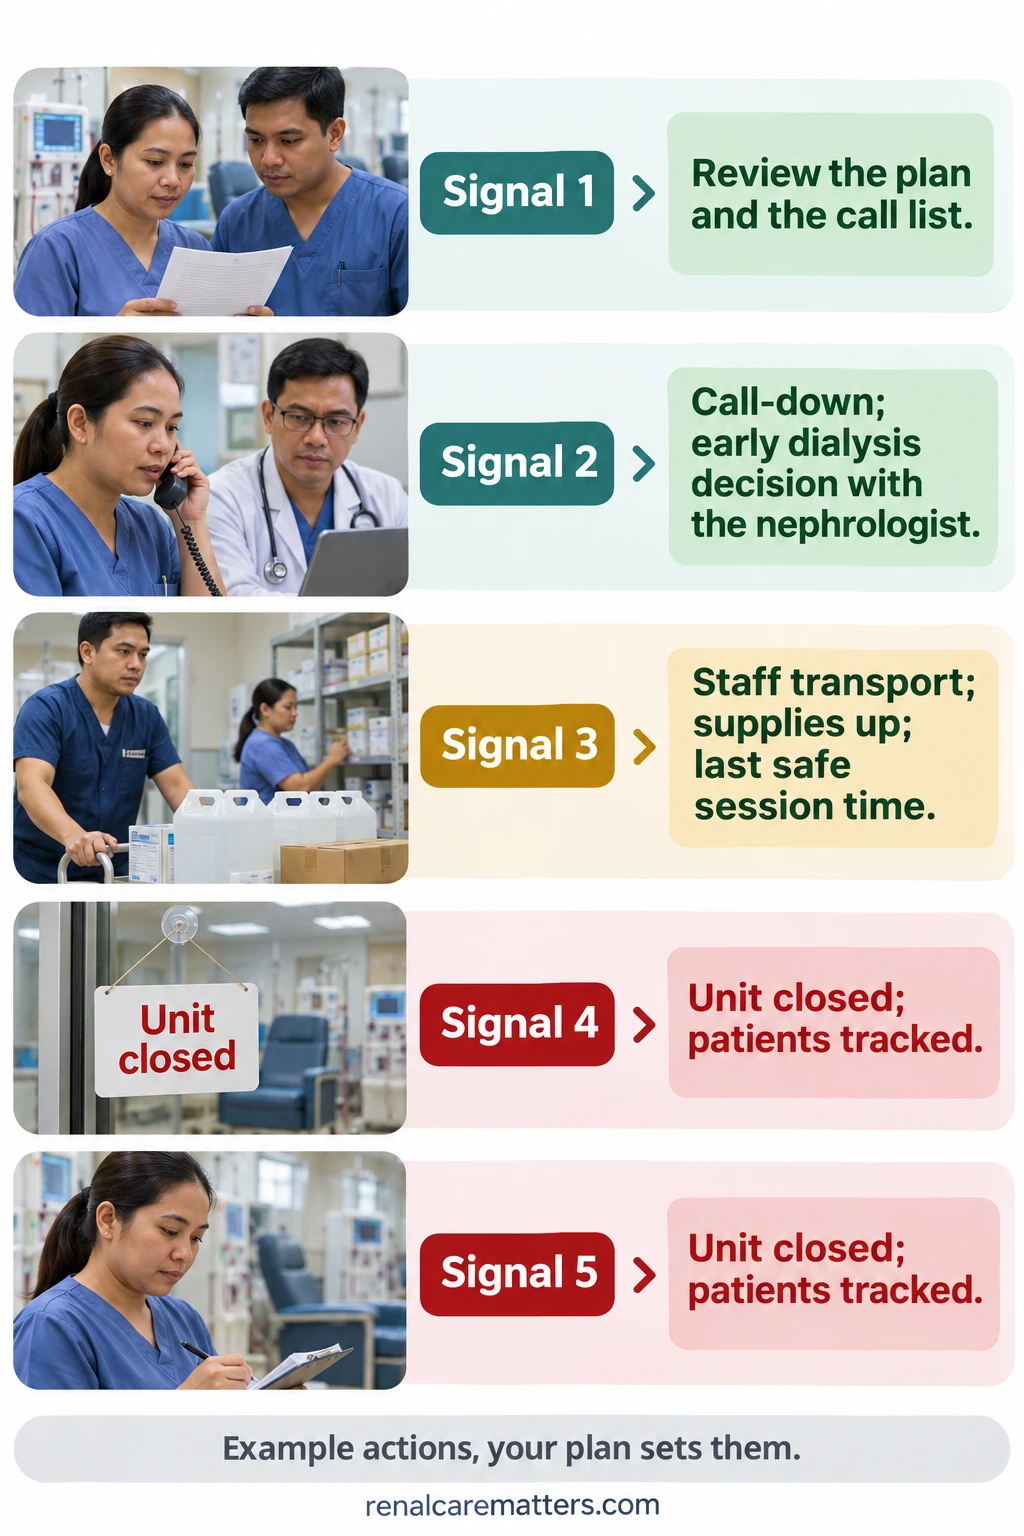 Signal 1
Review the plan
and the call list.
Signal 2
Call-down;
early dialysis
decision with
the nephrologist.
Signal 3
Staff transport;
supplies up;
last safe
session time.
Unit
closed
Signal 4
Unit closed;
patients tracked.
Signal 5
Unit closed;
patients tracked.
Example actions, your plan sets them.
renalcarematters.com